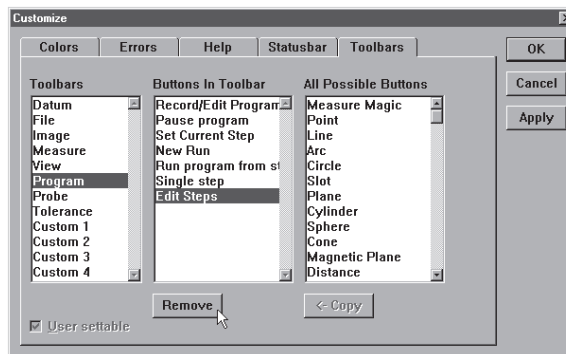 Customize
Colors
Errors
Help
Statusbar
Toolbars
OK
Cancel
Apply
Toolbars
Datum
File
Image
Measure
View
Program
Probe
Tolerance
Custom 1
Custom 2
Custom 3
Custom 4
Buttons In Toolbar
Record/Edit Program
Pause program
Set Current Step
New Run
Run program from st
Single step
Edit Steps
All Possible Buttons
Measure Magic
Point
Line
Arc
Circle
Slot
Plane
Cylinder
Sphere
Cone
Magnetic Plane
Distance
Remove
<- Copy
User settable